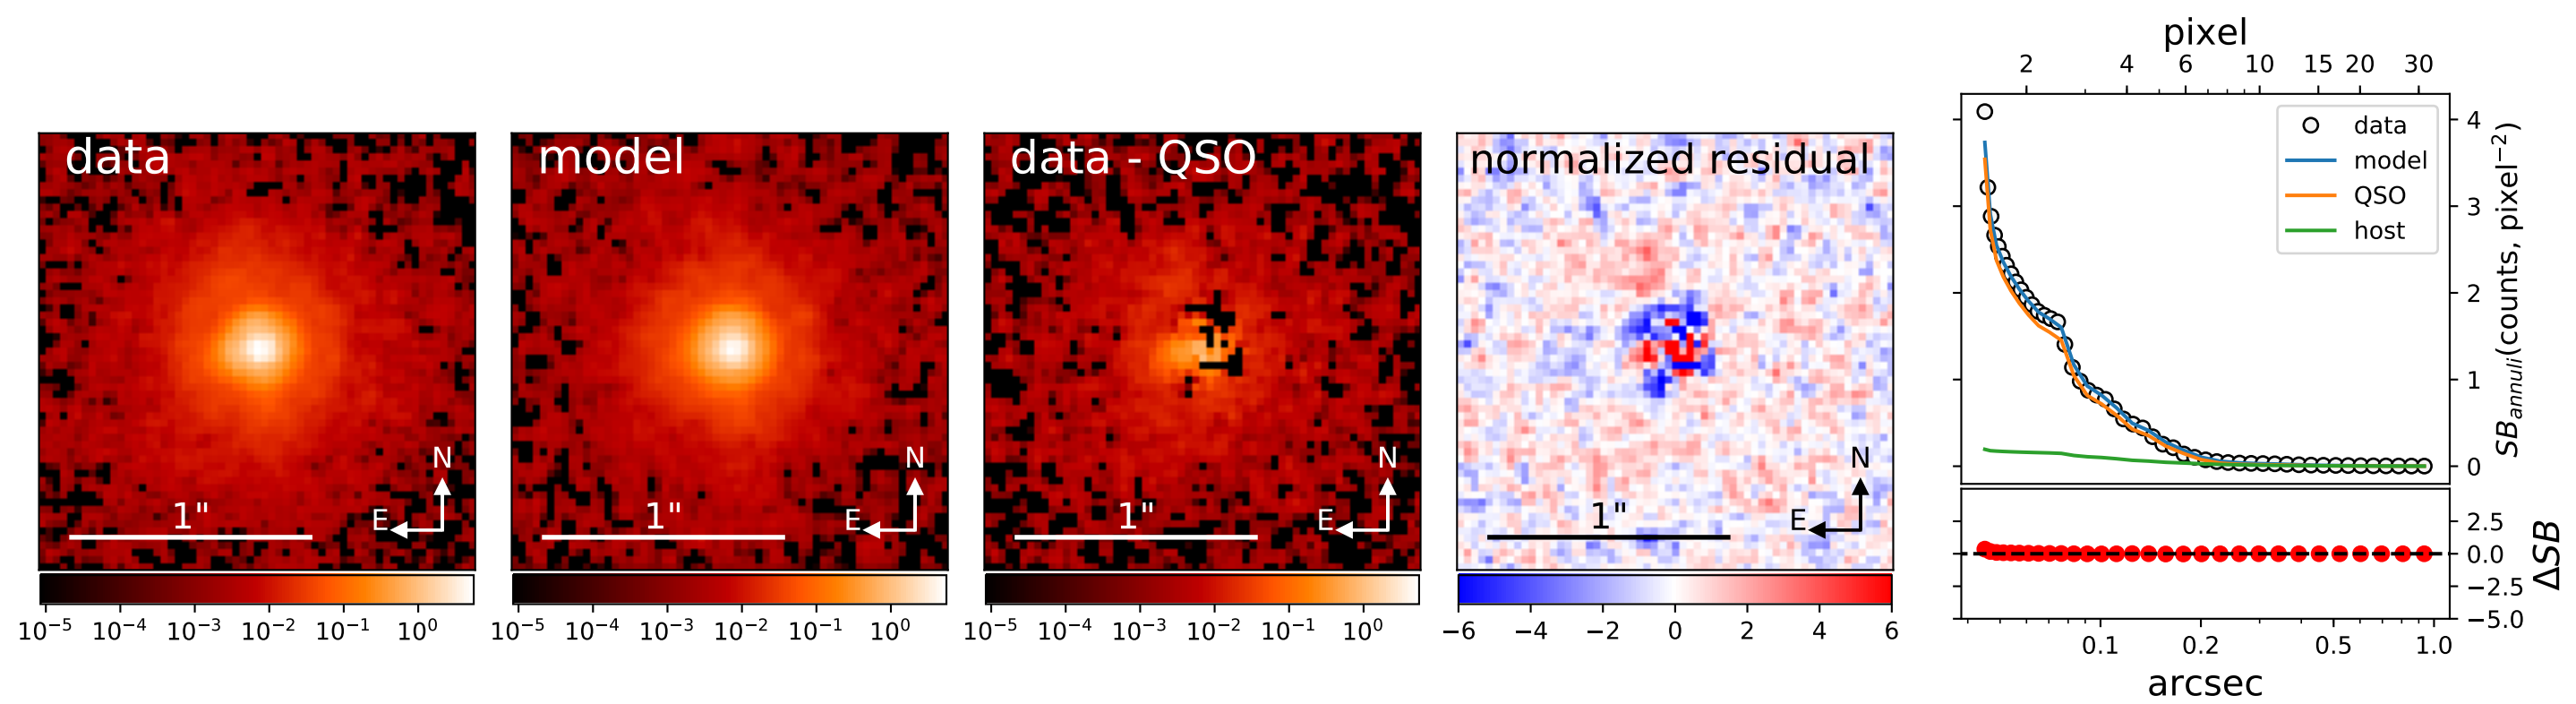 data
N
E
1"
10⁻⁵ 10⁻⁴ 10⁻³ 10⁻² 10⁻¹ 10⁰
model
N
E
1"
10⁻⁵ 10⁻⁴ 10⁻³ 10⁻² 10⁻¹ 10⁰
data - QSO
N
E
1"
10⁻⁵ 10⁻⁴ 10⁻³ 10⁻² 10⁻¹ 10⁰
normalized residual
N
E
1"
−6 −4 −2 0 2 4 6
pixel
2 4 6 10 15 20 30
data
model
QSO
host
4
3
2
1
0
SB_annuli(counts, pixel⁻²)
2.5
0.0
−2.5
−5.0
ΔSB
0.1 0.2 0.5 1.0
arcsec